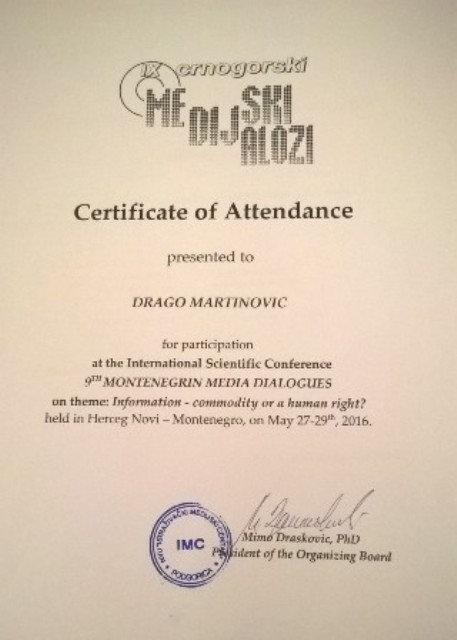 IX crnogorski
MEDIJSKI
DIJALOZI
Certificate of Attendance
presented to
DRAGO MARTINOVIC
for participation
at the International Scientific Conference
9TH MONTENEGRIN MEDIA DIALOGUES
on theme: Information - commodity or a human right?
held in Herceg Novi – Montenegro, on May 27-29th, 2016.
Mimo Draskovic, PhD
President of the Organizing Board
IMC
PODGORICA